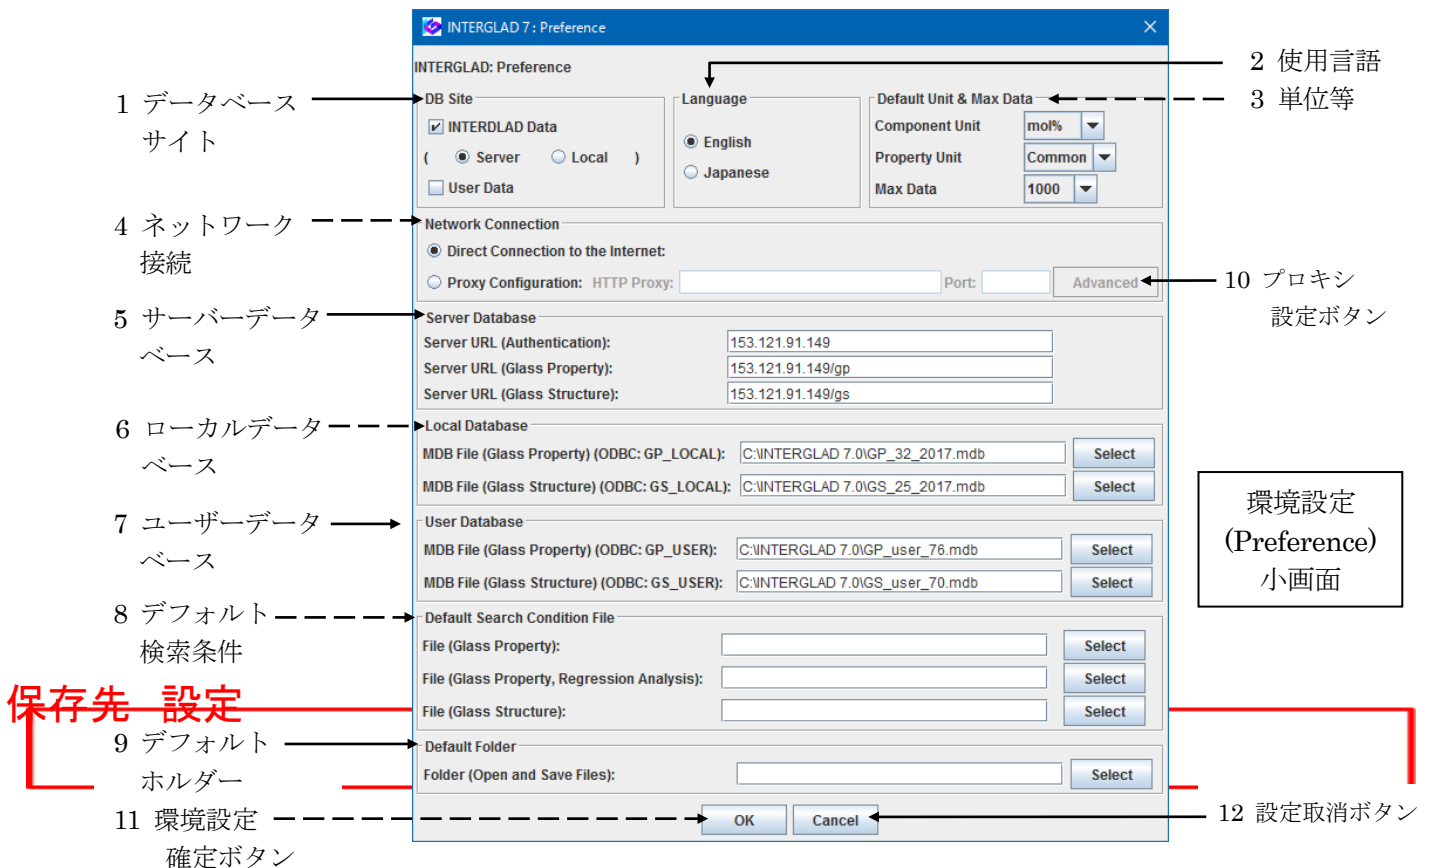 INTERGLAD 7 : Preference
INTERGLAD: Preference
1 データベース
サイト
2 使用言語
3 単位等
DB Site
INTERDLAD Data
( Server Local )
User Data
Language
English
Japanese
Default Unit & Max Data
Component Unit mol%
Property Unit Common
Max Data 1000
4 ネットワーク
接続
Network Connection
Direct Connection to the Internet:
Proxy Configuration: HTTP Proxy: Port: Advanced
10 プロキシ
設定ボタン
5 サーバーデータ
ベース
Server Database
Server URL (Authentication): 153.121.91.149
Server URL (Glass Property): 153.121.91.149/gp
Server URL (Glass Structure): 153.121.91.149/gs
6 ローカルデータ
ベース
Local Database
MDB File (Glass Property) (ODBC: GP_LOCAL): C:\INTERGLAD 7.0\GP_32_2017.mdb Select
MDB File (Glass Structure) (ODBC: GS_LOCAL): C:\INTERGLAD 7.0\GS_25_2017.mdb Select
環境設定
(Preference)
小画面
7 ユーザーデータ
ベース
User Database
MDB File (Glass Property) (ODBC: GP_USER): C:\INTERGLAD 7.0\GP_user_76.mdb Select
MDB File (Glass Structure) (ODBC: GS_USER): C:\INTERGLAD 7.0\GS_user_70.mdb Select
8 デフォルト
検索条件
Default Search Condition File
File (Glass Property): Select
File (Glass Property, Regression Analysis): Select
File (Glass Structure): Select
保存先 設定
9 デフォルト
ホルダー
Default Folder
Folder (Open and Save Files): Select
11 環境設定
確定ボタン
OK Cancel
12 設定取消ボタン